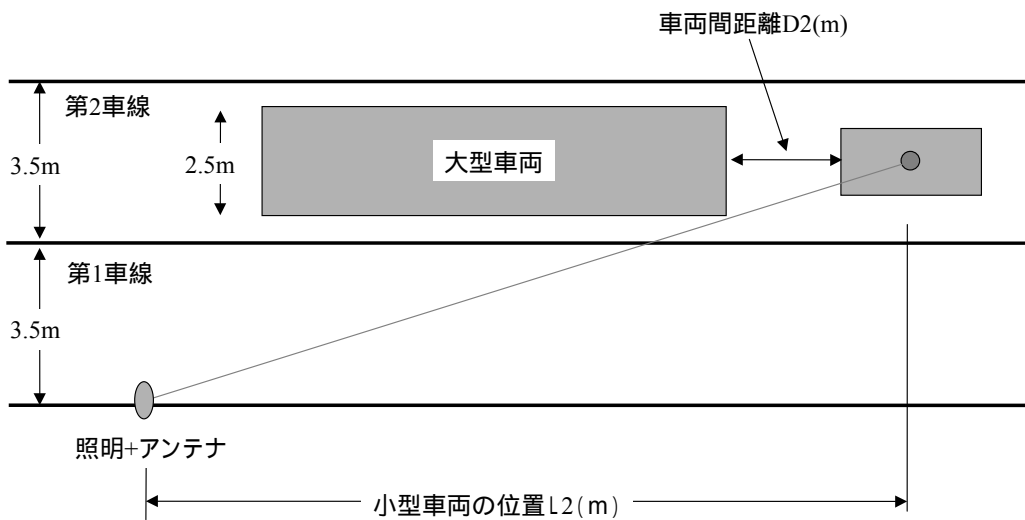 車両間距離D2(m)
第2車線
3.5m
2.5m
大型車両
第1車線
3.5m
照明+アンテナ
小型車両の位置L2(m)